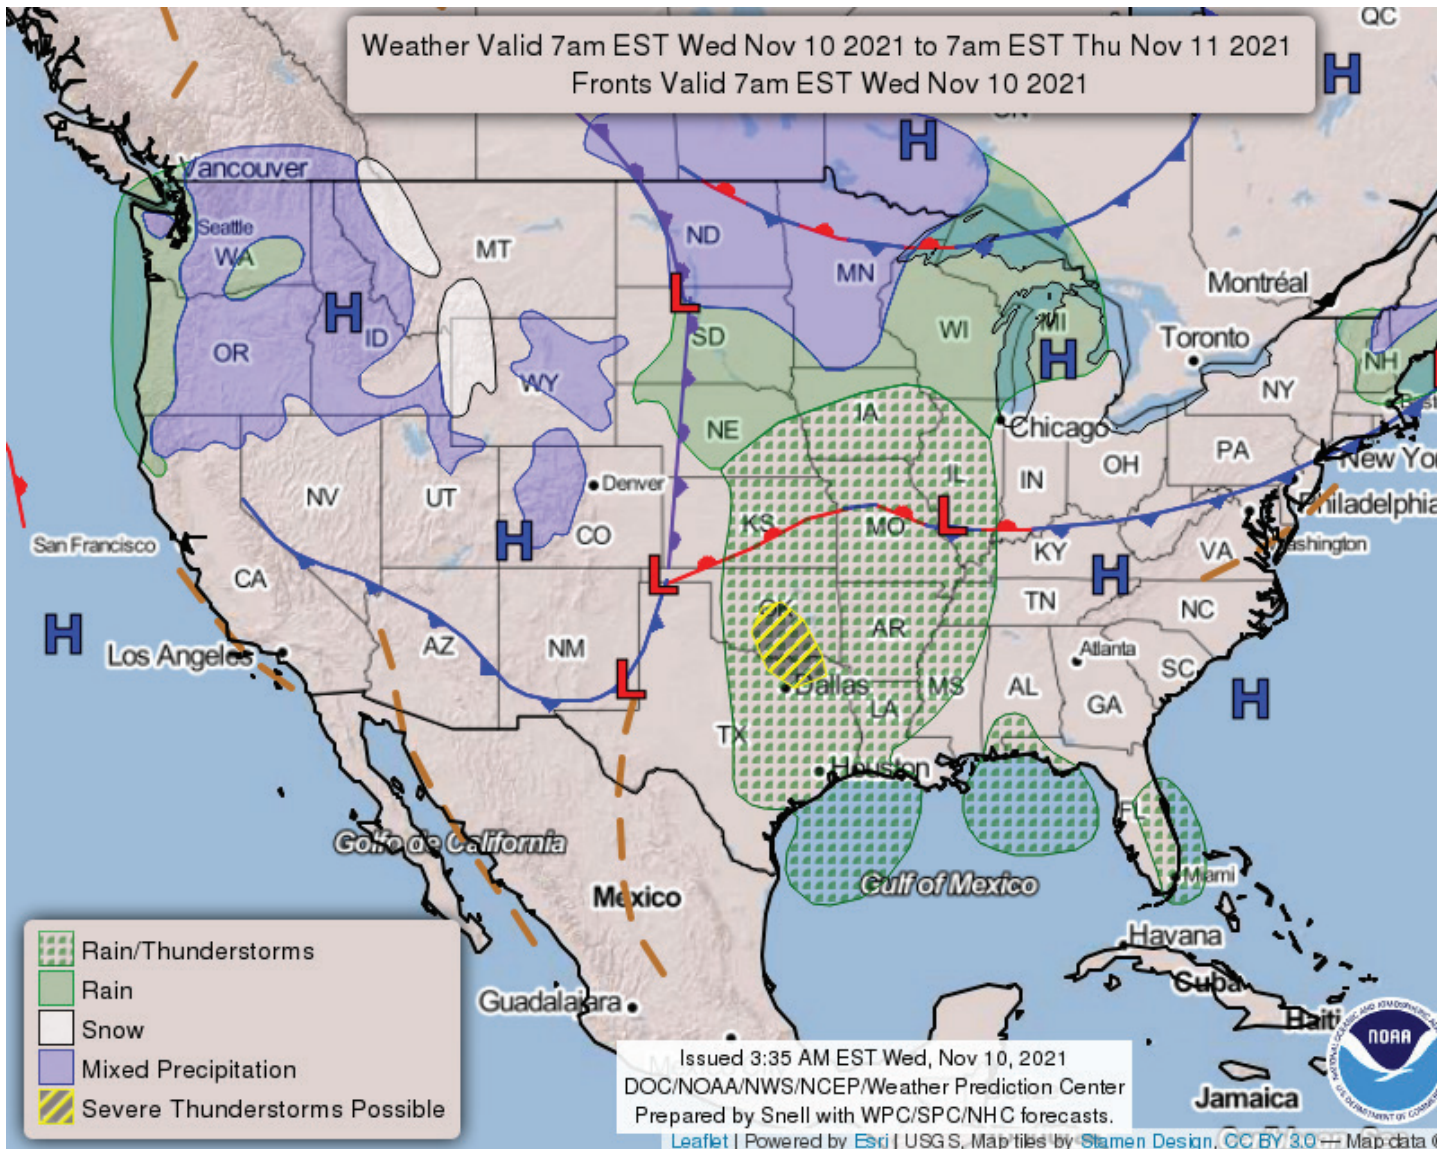 QC
Weather Valid 7am EST Wed Nov 10 2021 to 7am EST Thu Nov 11 2021
Fronts Valid 7am EST Wed Nov 10 2021
H
H
Vancouver
Seattle
WA
MT
ND
MN
Montréal
L
H
OR
ID
SD
WI
MI
H
Toronto
NH
WY
NY
IA
NE
Chicago
PA
OH
IN
IL
New Yo
Denver
NV
UT
KS
MO
L
Philadelphia
H
CO
San Francisco
KY
VA
ashington
CA
L
H
TN
NC
H
AR
Los Angeles
AZ
NM
Atlanta
SC
L
Dallas
MS
AL
GA
H
LA
TX
Houston
FL
Golfo de California
Miami
Gulf of Mexico
Mexico
Havana
Cuba
Guadalajara
Haiti
Jamaica
Rain/Thunderstorms
Rain
Snow
Mixed Precipitation
Severe Thunderstorms Possible
NOAA
Issued 3:35 AM EST Wed, Nov 10, 2021
DOC/NOAA/NWS/NCEP/Weather Prediction Center
Prepared by Snell with WPC/SPC/NHC forecasts.
Leaflet | Powered by Esri | USGS, Map tiles by Stamen Design, CC BY 3.0 — Map data ©